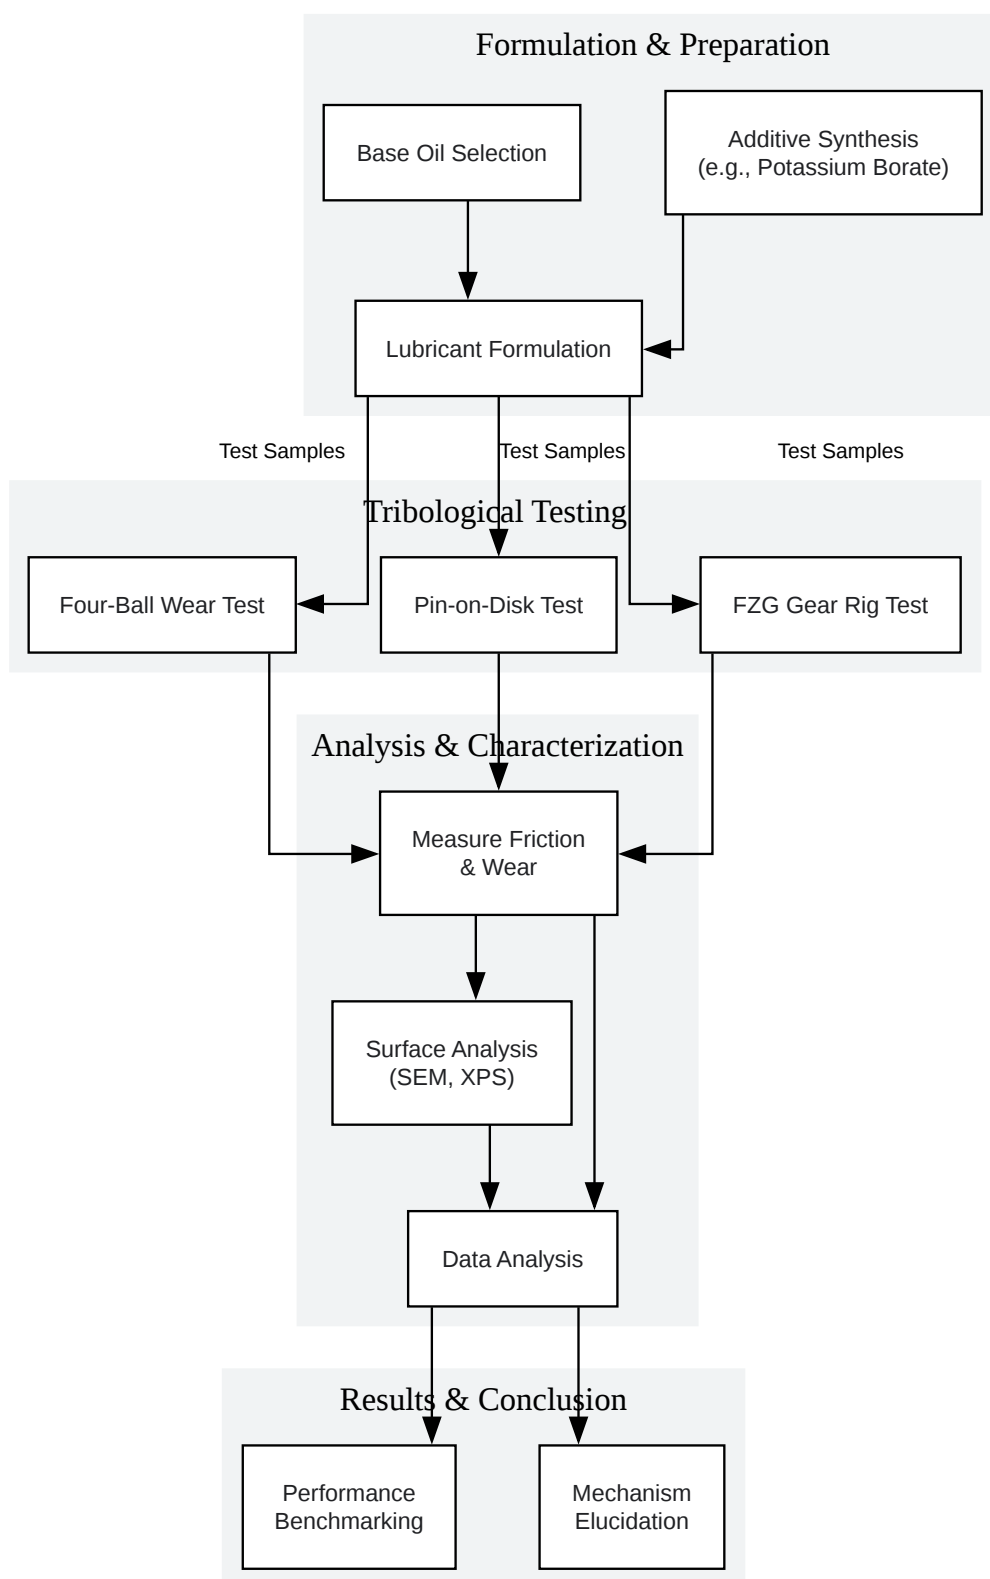 Formulation & Preparation
Base Oil Selection
Additive Synthesis
(e.g., Potassium Borate)
Lubricant Formulation
Test Samples
Test Samples
Test Samples
Tribological Testing
Four-Ball Wear Test
Pin-on-Disk Test
FZG Gear Rig Test
Analysis & Characterization
Measure Friction
& Wear
Surface Analysis
(SEM, XPS)
Data Analysis
Results & Conclusion
Performance
Benchmarking
Mechanism
Elucidation